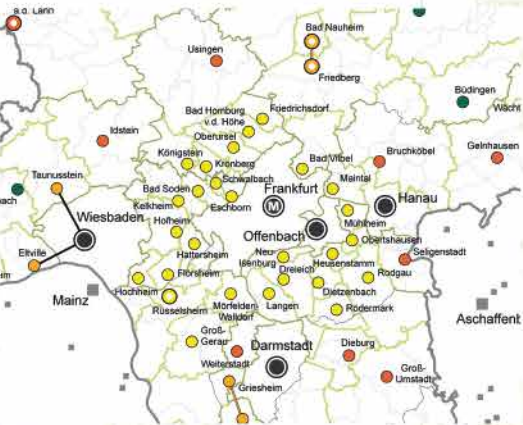 a.d. Lahn
Bad Nauheim
Usingen
Friedberg
Büdingen
Wächt
Bad Homburg
v.d. Höhe
Friedrichsdorf
Oberursel
Idstein
Königstein
Kronberg
Bad Vilbel
Bruchköbel
Gelnhausen
Taunusstein
Schwalbach
Maintal
Bad Soden
Frankfurt
M
Hanau
ach
Kelkheim
Eschborn
Wiesbaden
Hofheim
Mühlheim
Offenbach
Obertshausen
Hattersheim
Neu-
Isenburg
Heusenstamm
Seligenstadt
Eltville
im
Flörsheim
Dreieich
Rodgau
Hochheim
Dietzenbach
Mainz
Rüsselsheim
Mörfelden-
Walldorf
Langen
Rödermark
Aschaffent
Groß-
Gerau
Darmstadt
Dieburg
Weiterstadt
Groß-
Umstadt
Griesheim